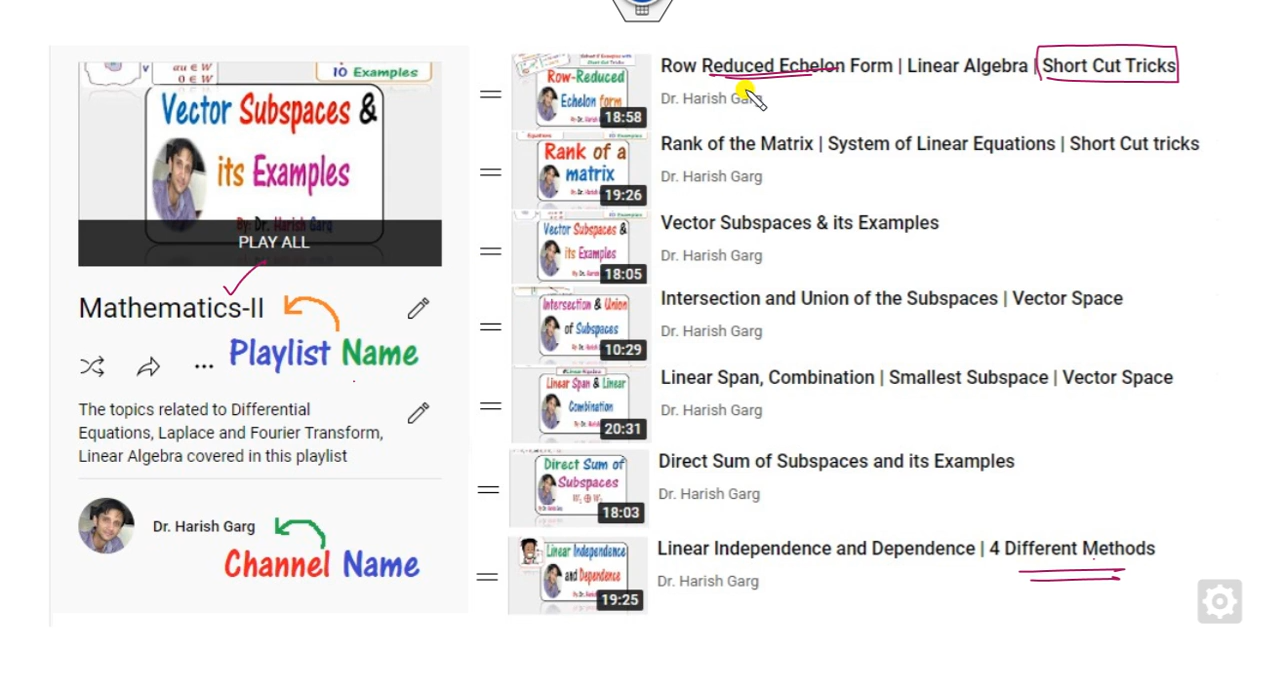 au ∈ W
0 ∈ W
10 Examples
Vector Subspaces &
its Examples
By: Dr. Harish Garg
PLAY ALL
Mathematics-II
Playlist Name
The topics related to Differential
Equations, Laplace and Fourier Transform,
Linear Algebra covered in this playlist
Dr. Harish Garg
Channel Name
Row-Reduced
Echelon form
18:58
Row Reduced Echelon Form | Linear Algebra | Short Cut Tricks
Dr. Harish Garg
Rank of a
matrix
19:26
Rank of the Matrix | System of Linear Equations | Short Cut tricks
Dr. Harish Garg
Vector Subspaces &
its Examples
18:05
Vector Subspaces & its Examples
Dr. Harish Garg
Intersection & Union
of Subspaces
10:29
Intersection and Union of the Subspaces | Vector Space
Dr. Harish Garg
Linear Span & Linear
Combination
20:31
Linear Span, Combination | Smallest Subspace | Vector Space
Dr. Harish Garg
Direct Sum of
Subspaces
W₁ ⊕ W₂
18:03
Direct Sum of Subspaces and its Examples
Dr. Harish Garg
Linear Independence
and Dependence
19:25
Linear Independence and Dependence | 4 Different Methods
Dr. Harish Garg